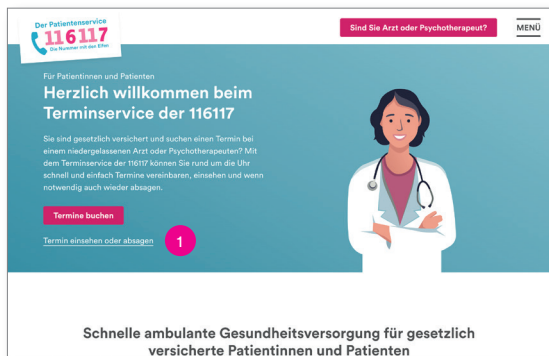 Der Patientenservice
116117
Die Nummer mit den Elfen
Sind Sie Arzt oder Psychotherapeut?
MENÜ
Für Patientinnen und Patienten
Herzlich willkommen beim
Terminservice der 116117
Sie sind gesetzlich versichert und suchen einen Termin bei
einem niedergelassenen Arzt oder Psychotherapeuten? Mit
dem Terminservice der 116117 können Sie rund um die Uhr
schnell und einfach Termine vereinbaren, einsehen und wenn
notwendig auch wieder absagen.
Termine buchen
Termin einsehen oder absagen
1
Schnelle ambulante Gesundheitsversorgung für gesetzlich
versicherte Patientinnen und Patienten